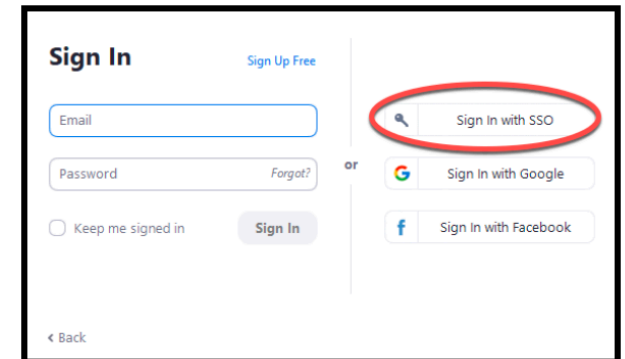 Sign In
Sign Up Free
Email
Password
Forgot?
Keep me signed in
Sign In
or
Sign In with SSO
G
Sign In with Google
f
Sign In with Facebook
< Back